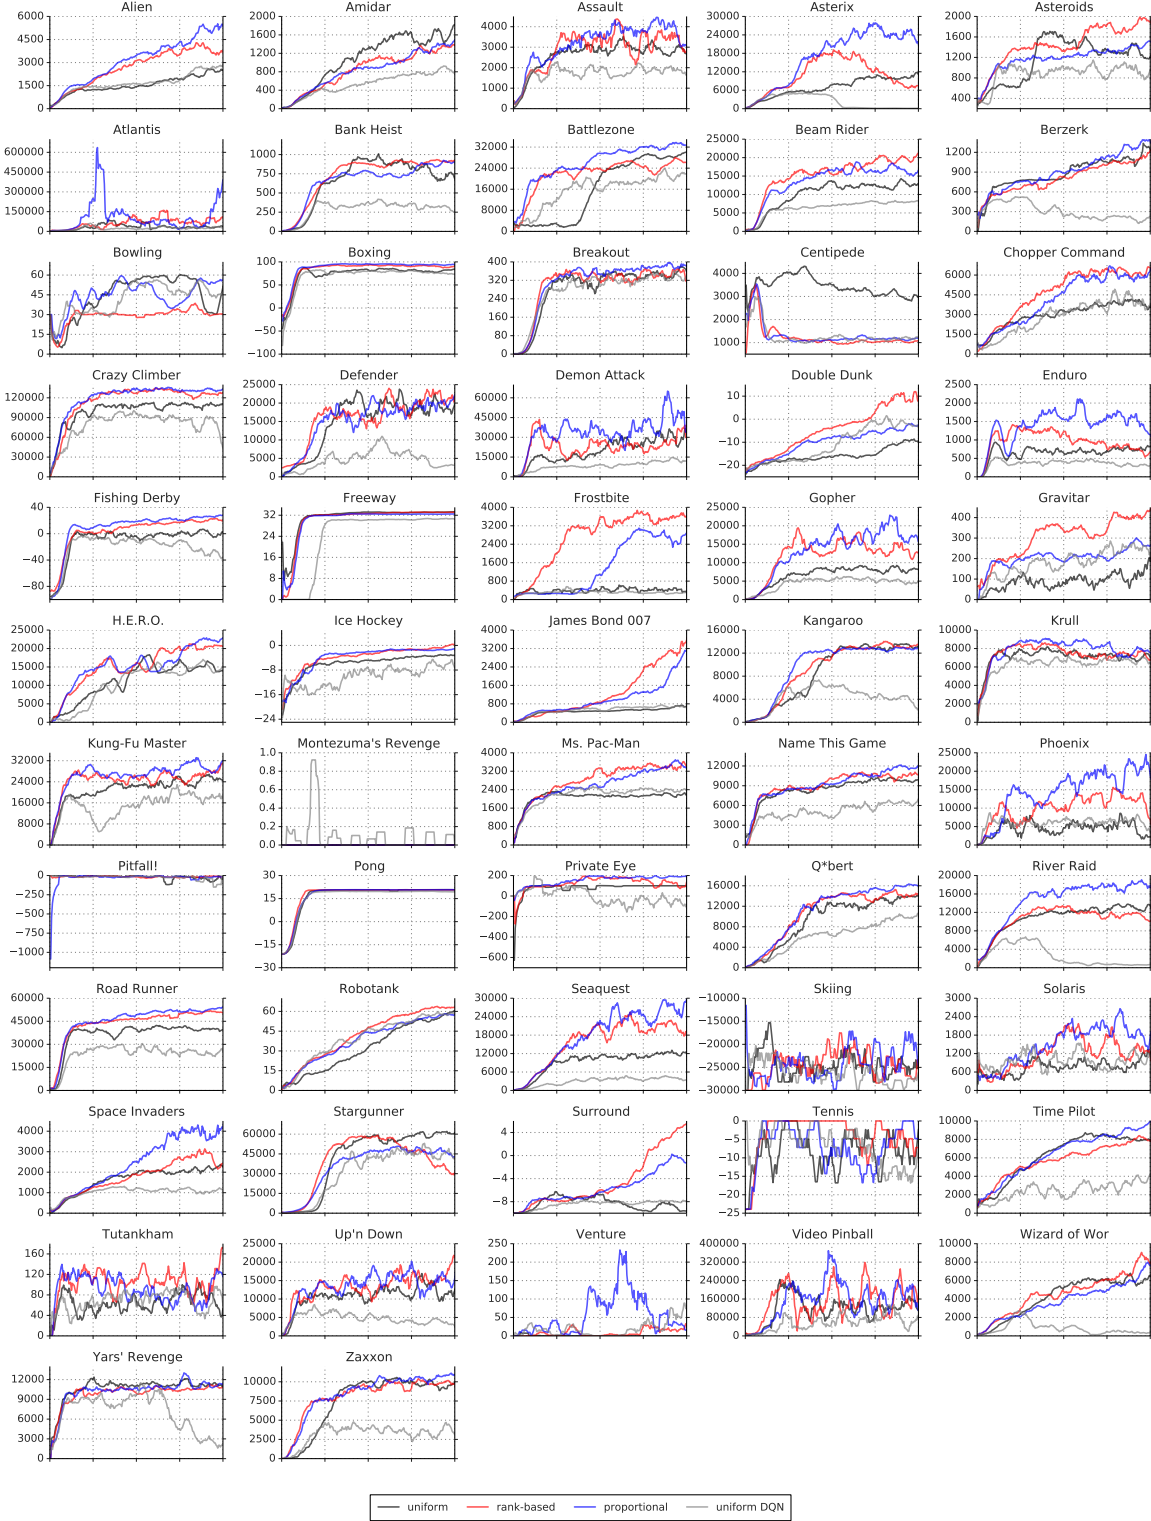 Alien Amidar Assault Asterix Asteroids
6000 2000 4000 30000 2000
4500 1600 3000 24000 1600
3000 1200 2000 18000 1200
1500 800 1000 12000 800
0 400 0 6000 400
0 0
Atlantis Bank Heist Battlezone Beam Rider Berzerk
600000 1000 32000 25000 1200
450000 750 24000 20000 900
300000 500 16000 15000 600
150000 250 8000 10000 300
0 0 0 5000 0
0
Bowling Boxing Breakout Centipede Chopper Command
60 100 400 4000 6000
45 50 320 3000 4500
30 0 240 2000 3000
15 −50 160 1000 1500
0 −100 80 0
0
Crazy Climber Defender Demon Attack Double Dunk Enduro
120000 25000 60000 10 2500
90000 20000 45000 0 2000
60000 15000 30000 −10 1500
30000 10000 15000 −20 1000
0 5000 0 500
0 0
Fishing Derby Freeway Frostbite Gopher Gravitar
40 32 4000 25000 400
0 24 3200 20000 300
−40 16 2400 15000 200
−80 8 1600 10000 100
0 800 5000 0
0 0
H.E.R.O. Ice Hockey James Bond 007 Kangaroo Krull
25000 0 4000 16000 10000
20000 −8 3200 12000 8000
15000 −16 2400 8000 6000
10000 −24 1600 4000 4000
5000 800 0 2000
0 0 0
Kung-Fu Master Montezuma's Revenge Ms. Pac-Man Name This Game Phoenix
32000 1.0 4000 12000 25000
24000 0.8 3200 9000 20000
16000 0.6 2400 6000 15000
8000 0.4 1600 3000 10000
0 0.2 800 0 5000
0.0 0 0
Pitfall! Pong Private Eye Q*bert River Raid
0 30 200 16000 20000
−250 15 0 12000 16000
−500 0 −200 8000 12000
−750 −15 −400 4000 8000
−1000 −30 −600 0 4000
0
Road Runner Robotank Seaquest Skiing Solaris
60000 60 30000 −10000 3000
45000 45 24000 −15000 2400
30000 30 18000 −20000 1800
15000 15 12000 −25000 1200
0 0 6000 −30000 600
0 0
Space Invaders Stargunner Surround Tennis Time Pilot
4000 60000 4 0 10000
3000 45000 0 −5 8000
2000 30000 −4 −10 6000
1000 15000 −8 −15 4000
0 0 −20 2000
−25 0
Tutankham Up'n Down Venture Video Pinball Wizard of Wor
160 25000 250 400000 10000
120 20000 200 320000 8000
80 15000 150 240000 6000
40 10000 100 160000 4000
0 5000 50 80000 2000
0 0 0 0
Yars' Revenge Zaxxon
12000 10000
9000 7500
6000 5000
3000 2500
0 0
uniform rank-based proportional uniform DQN